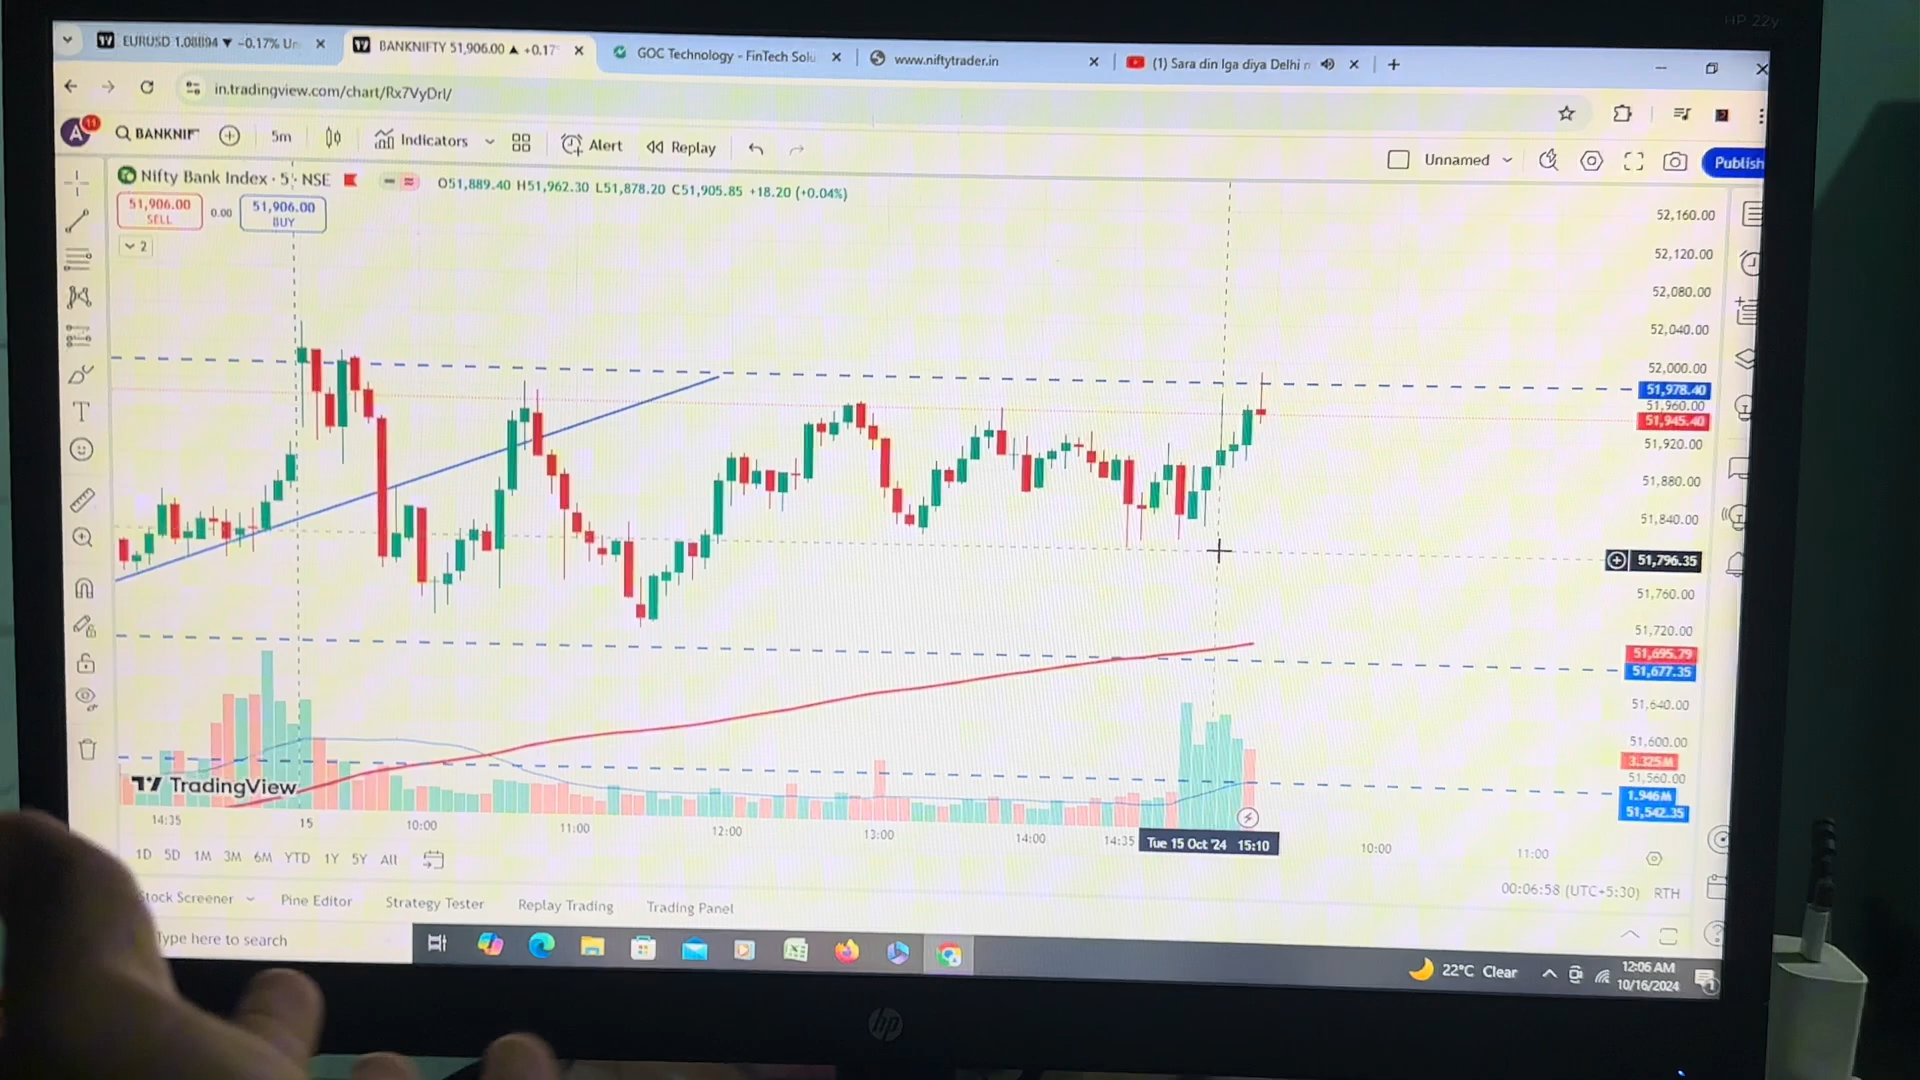 HP 22y
EURUSD 1.08894 ▼ −0.17% Un
BANKNIFTY 51,906.00 ▲ +0.17
GOC Technology - FinTech Solu
www.niftytrader.in
(1) Sara din lga diya Delhi n
in.tradingview.com/chart/Rx7VyDrI/
A
11
BANKNIF
5m
Indicators
Alert
Replay
Unnamed
Publish
Nifty Bank Index · 5 · NSE
O51,889.40 H51,962.30 L51,878.20 C51,905.85 +18.20 (+0.04%)
51,906.00
SELL
0.00
51,906.00
BUY
2
52,160.00
52,120.00
52,080.00
52,040.00
52,000.00
51,978.40
51,960.00
51,945.40
51,920.00
51,880.00
51,840.00
51,796.35
51,760.00
51,720.00
51,695.79
51,677.35
51,640.00
51,600.00
3.325M
51,560.00
1.946M
51,542.35
TradingView
14:35
15
10:00
11:00
12:00
13:00
14:00
14:35
Tue 15 Oct '24 15:10
10:00
11:00
1D 5D 1M 3M 6M YTD 1Y 5Y All
00:06:58 (UTC+5:30) RTH
Stock Screener
Pine Editor
Strategy Tester
Replay Trading
Trading Panel
Type here to search
22°C Clear
12:06 AM
10/16/2024
hp